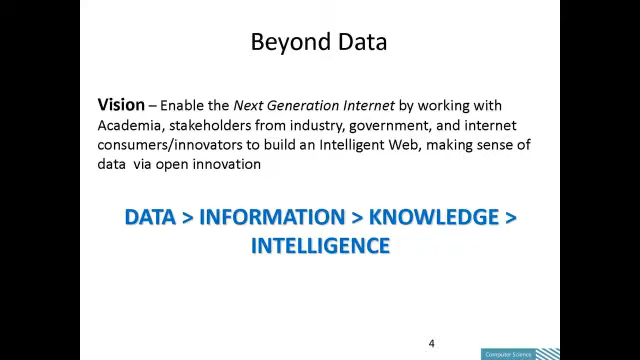 Beyond Data
Vision – Enable the Next Generation Internet by working with
Academia, stakeholders from industry, government, and internet
consumers/innovators to build an Intelligent Web, making sense of
data via open innovation
DATA > INFORMATION > KNOWLEDGE >
INTELLIGENCE
4
Computer Science